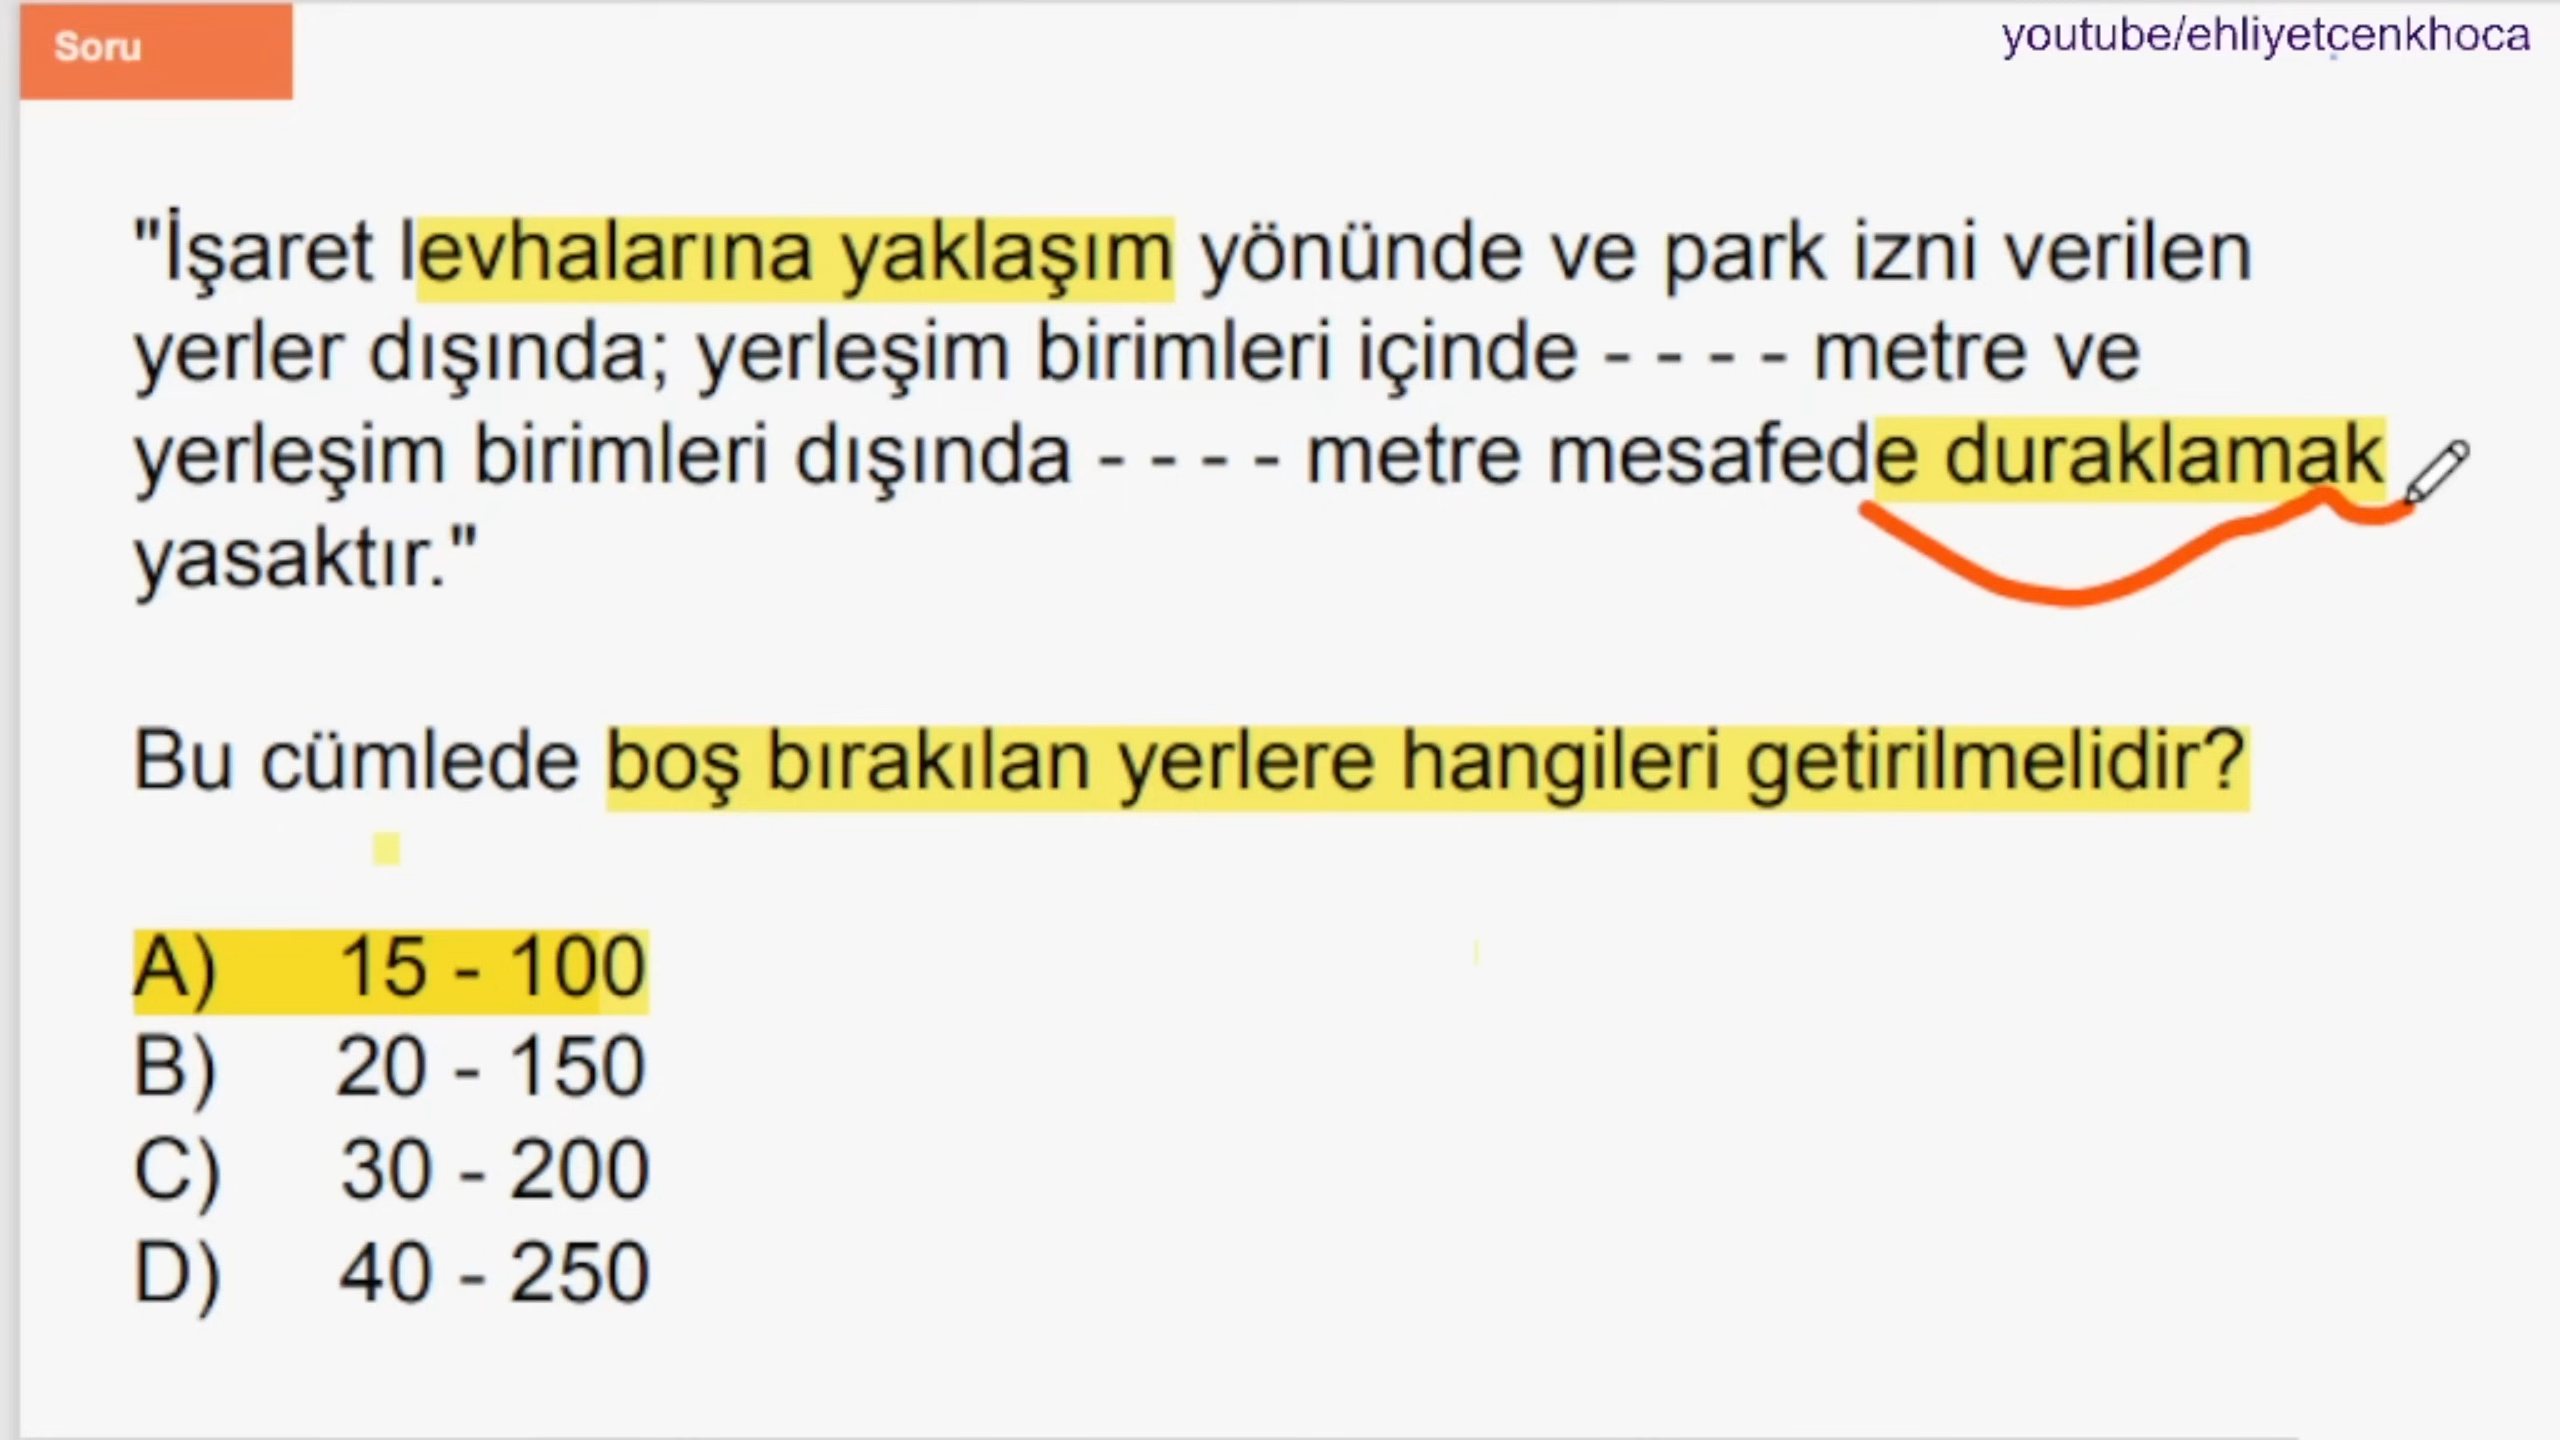 Soru
youtube/ehliyetcenkhoca
"İşaret levhalarına yaklaşım yönünde ve park izni verilen
yerler dışında; yerleşim birimleri içinde - - - - metre ve
yerleşim birimleri dışında - - - - metre mesafede duraklamak
yasaktır."
Bu cümlede boş bırakılan yerlere hangileri getirilmelidir?
A) 15 - 100
B) 20 - 150
C) 30 - 200
D) 40 - 250